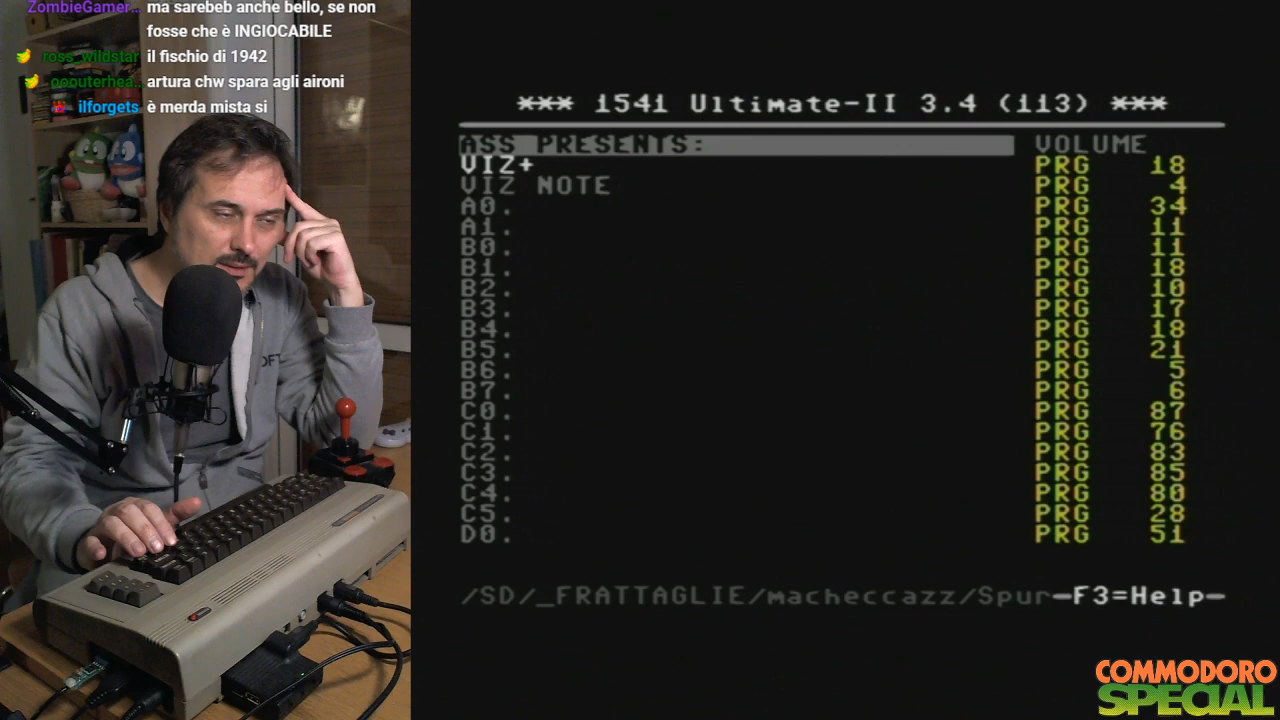 ZombieGamer… ma sarebeb anche bello, se non
fosse che è INGIOCABILE
ross_wildstar il fischio di 1942
ooouterhea… artura chw spara agli aironi
ilforgets è merda mista si
*** 1541 Ultimate-II 3.4 (113) ***
ASS PRESENTS: VOLUME
VIZ+ PRG 18
VIZ NOTE PRG 4
A0. PRG 34
A1. PRG 11
B0. PRG 11
B1. PRG 18
B2. PRG 10
B3. PRG 17
B4. PRG 18
B5. PRG 21
B6. PRG 5
B7. PRG 6
C0. PRG 87
C1. PRG 76
C2. PRG 83
C3. PRG 85
C4. PRG 80
C5. PRG 28
D0. PRG 51
/SD/_FRATTAGLIE/macheccazz/Spur F3=Help
COMMODORO
SPECIAL